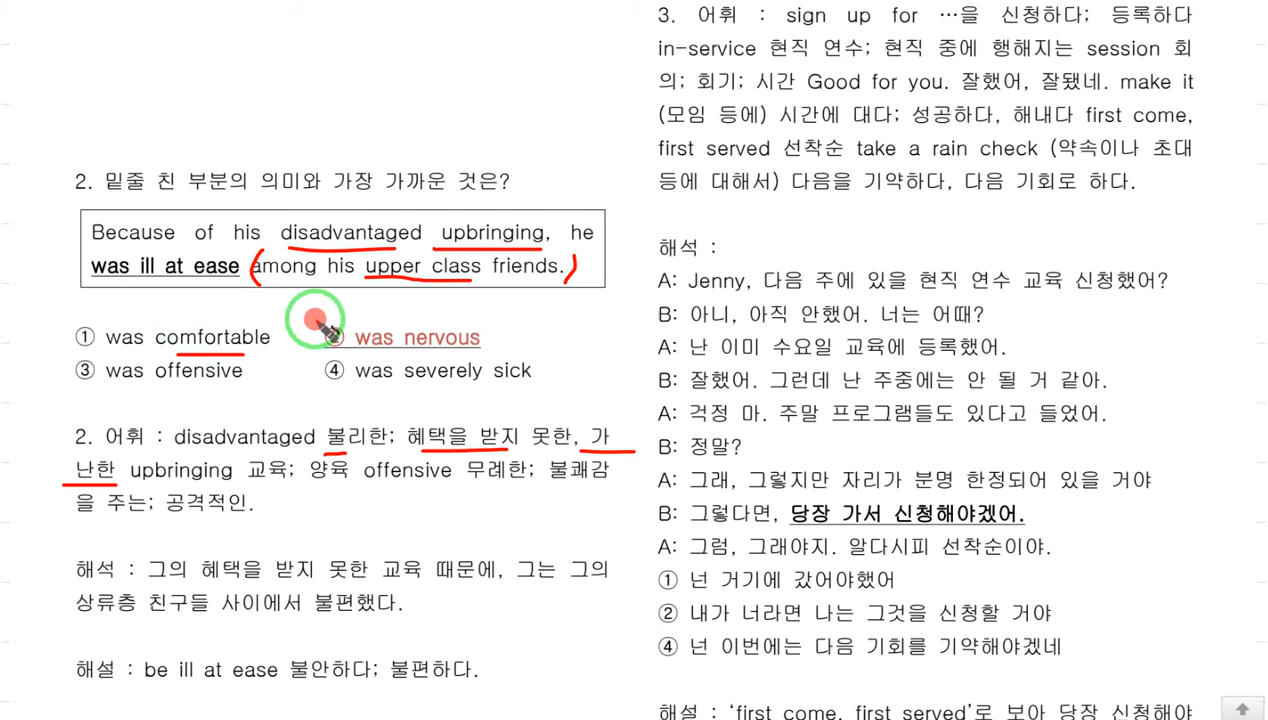 2. 밑줄 친 부분의 의미와 가장 가까운 것은?
Because of his disadvantaged upbringing, he
was ill at ease among his upper class friends.
① was comfortable ② was nervous
③ was offensive ④ was severely sick
2. 어휘 : disadvantaged 불리한; 혜택을 받지 못한, 가
난한 upbringing 교육; 양육 offensive 무례한; 불쾌감
을 주는; 공격적인.
해석 : 그의 혜택을 받지 못한 교육 때문에, 그는 그의
상류층 친구들 사이에서 불편했다.
해설 : be ill at ease 불안하다; 불편하다.
3. 어휘 : sign up for …을 신청하다; 등록하다
in-service 현직 연수; 현직 중에 행해지는 session 회
의; 회기; 시간 Good for you. 잘했어, 잘됐네. make it
(모임 등에) 시간에 대다; 성공하다, 해내다 first come,
first served 선착순 take a rain check (약속이나 초대
등에 대해서) 다음을 기약하다, 다음 기회로 하다.
해석 :
A: Jenny, 다음 주에 있을 현직 연수 교육 신청했어?
B: 아니, 아직 안했어. 너는 어때?
A: 난 이미 수요일 교육에 등록했어.
B: 잘했어. 그런데 난 주중에는 안 될 거 같아.
A: 걱정 마. 주말 프로그램들도 있다고 들었어.
B: 정말?
A: 그래, 그렇지만 자리가 분명 한정되어 있을 거야
B: 그렇다면, 당장 가서 신청해야겠어.
A: 그럼, 그래야지. 알다시피 선착순이야.
① 넌 거기에 갔어야했어
② 내가 너라면 나는 그것을 신청할 거야
④ 넌 이번에는 다음 기회를 기약해야겠네
해설 : ‘first come, first served’로 보아 당장 신청해야